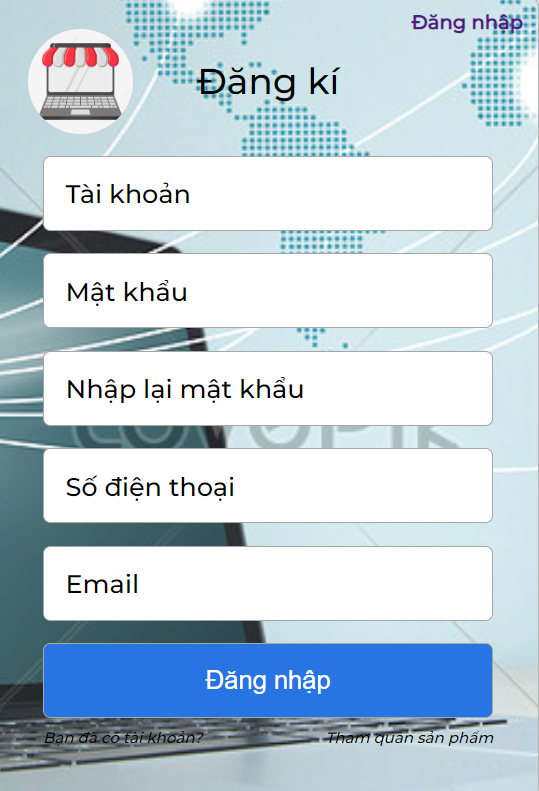 Đăng nhập
Đăng kí
Tài khoản
Mật khẩu
Nhập lại mật khẩu
Số điện thoại
Email
Đăng nhập
Bạn đã có tài khoản? Tham quan sản phẩm